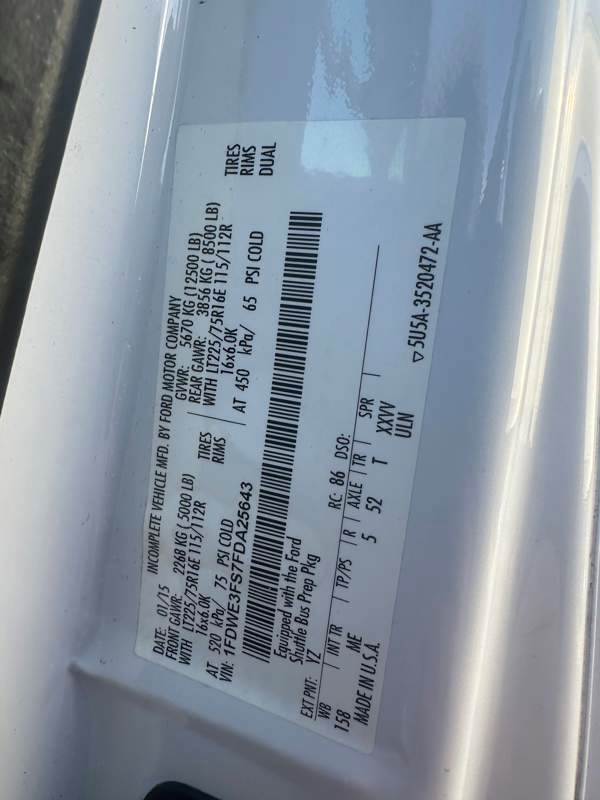 INCOMPLETE VEHICLE MFD. BY FORD MOTOR COMPANY
DATE: 01/15 GVWR: 5670 KG (12500 LB)
FRONT GAWR: 2268 KG (5000 LB) REAR GAWR: 3856 KG (8500 LB)
WITH LT225/75R16E 115/112R TIRES WITH LT225/75R16E 115/112R TIRES
16x6.0K RIMS 16x6.0K RIMS
AT 520 kPa/ 75 PSI COLD AT 450 kPa/ 65 PSI COLD DUAL
VIN: 1FDWE3FS7FDA25643
Equipped with the Ford
Shuttle Bus Prep Pkg
EXT PNT: YZ RC: 86 DSO:
WB INT TR TP/PS R AXLE TR SPR
158 ME 5 52 T XXVV
MADE IN U.S.A. ULN
▽5U5A-3520472-AA